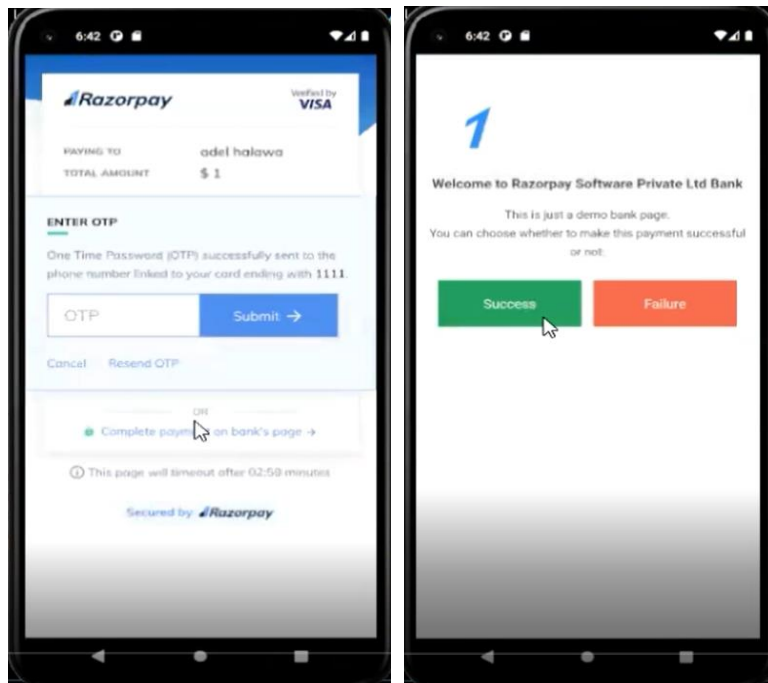 6:42
Razorpay
Verified by
VISA
PAYING TO adel halawa
TOTAL AMOUNT $ 1
ENTER OTP
One Time Password (OTP) successfully sent to the
phone number linked to your card ending with 1111.
OTP
Submit →
Cancel Resend OTP
OR
Complete payment on bank's page →
This page will timeout after 02:59 minutes
Secured by Razorpay
6:42
1
Welcome to Razorpay Software Private Ltd Bank
This is just a demo bank page.
You can choose whether to make this payment successful
or not:
Success
Failure